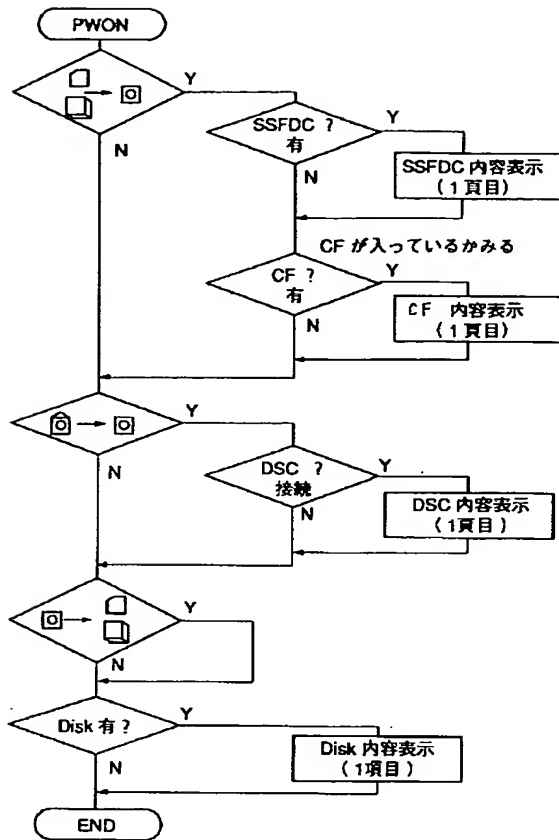 PWON
Y
N
SSFDC ?
有
Y
N
SSFDC 内容表示
(1頁目)
CF が入っているかみる
CF ?
有
Y
N
CF 内容表示
(1頁目)
Y
N
DSC ?
接続
Y
N
DSC 内容表示
(1頁目)
Y
N
Disk 有 ?
Y
N
Disk 内容表示
(1項目)
END